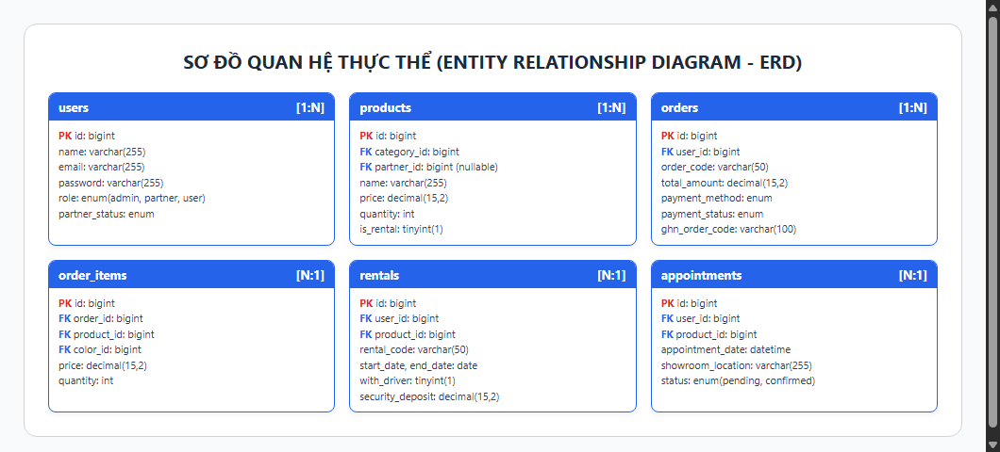 SƠ ĐỒ QUAN HỆ THỰC THỂ (ENTITY RELATIONSHIP DIAGRAM - ERD)
users [1:N]
PK id: bigint
name: varchar(255)
email: varchar(255)
password: varchar(255)
role: enum(admin, partner, user)
partner_status: enum
products [1:N]
PK id: bigint
FK category_id: bigint
FK partner_id: bigint (nullable)
name: varchar(255)
price: decimal(15,2)
quantity: int
is_rental: tinyint(1)
orders [1:N]
PK id: bigint
FK user_id: bigint
order_code: varchar(50)
total_amount: decimal(15,2)
payment_method: enum
payment_status: enum
ghn_order_code: varchar(100)
order_items [N:1]
PK id: bigint
FK order_id: bigint
FK product_id: bigint
FK color_id: bigint
price: decimal(15,2)
quantity: int
rentals [N:1]
PK id: bigint
FK user_id: bigint
FK product_id: bigint
rental_code: varchar(50)
start_date, end_date: date
with_driver: tinyint(1)
security_deposit: decimal(15,2)
appointments [N:1]
PK id: bigint
FK user_id: bigint
FK product_id: bigint
appointment_date: datetime
showroom_location: varchar(255)
status: enum(pending, confirmed)